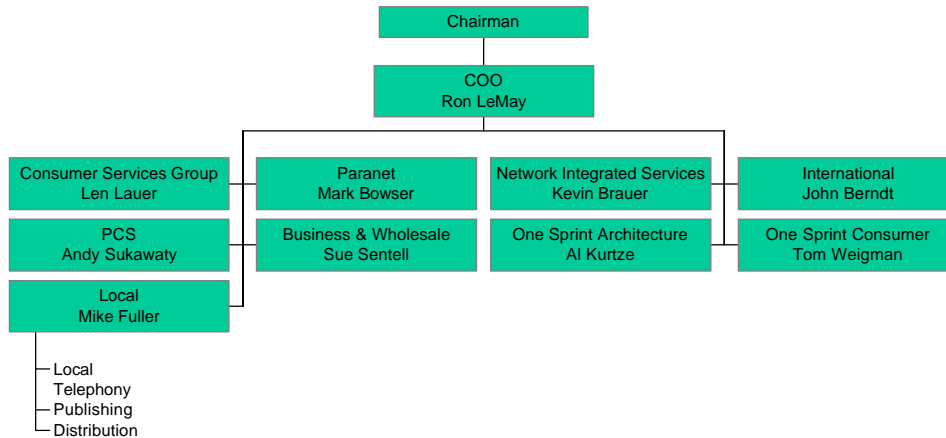 Chairman
COO
Ron LeMay
Consumer Services Group
Len Lauer
Paranet
Mark Bowser
Network Integrated Services
Kevin Brauer
International
John Berndt
PCS
Andy Sukawaty
Business & Wholesale
Sue Sentell
One Sprint Architecture
Al Kurtze
One Sprint Consumer
Tom Weigman
Local
Mike Fuller
Local
Telephony
Publishing
Distribution